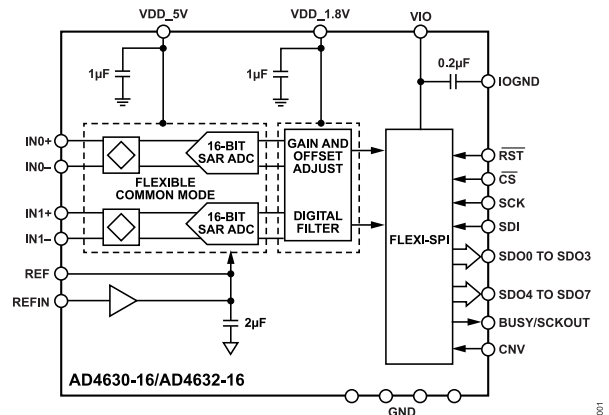 VDD_5V
VDD_1.8V
VIO
1µF
1µF
0.2µF
IOGND
IN0+
IN0–
16-BIT
SAR ADC
FLEXIBLE
COMMON MODE
IN1+
IN1–
16-BIT
SAR ADC
GAIN AND
OFFSET
ADJUST
DIGITAL
FILTER
FLEXI-SPI
RST
CS
SCK
SDI
SDO0 TO SDO3
SDO4 TO SDO7
BUSY/SCKOUT
CNV
REF
REFIN
2µF
AD4630-16/AD4632-16
GND
001